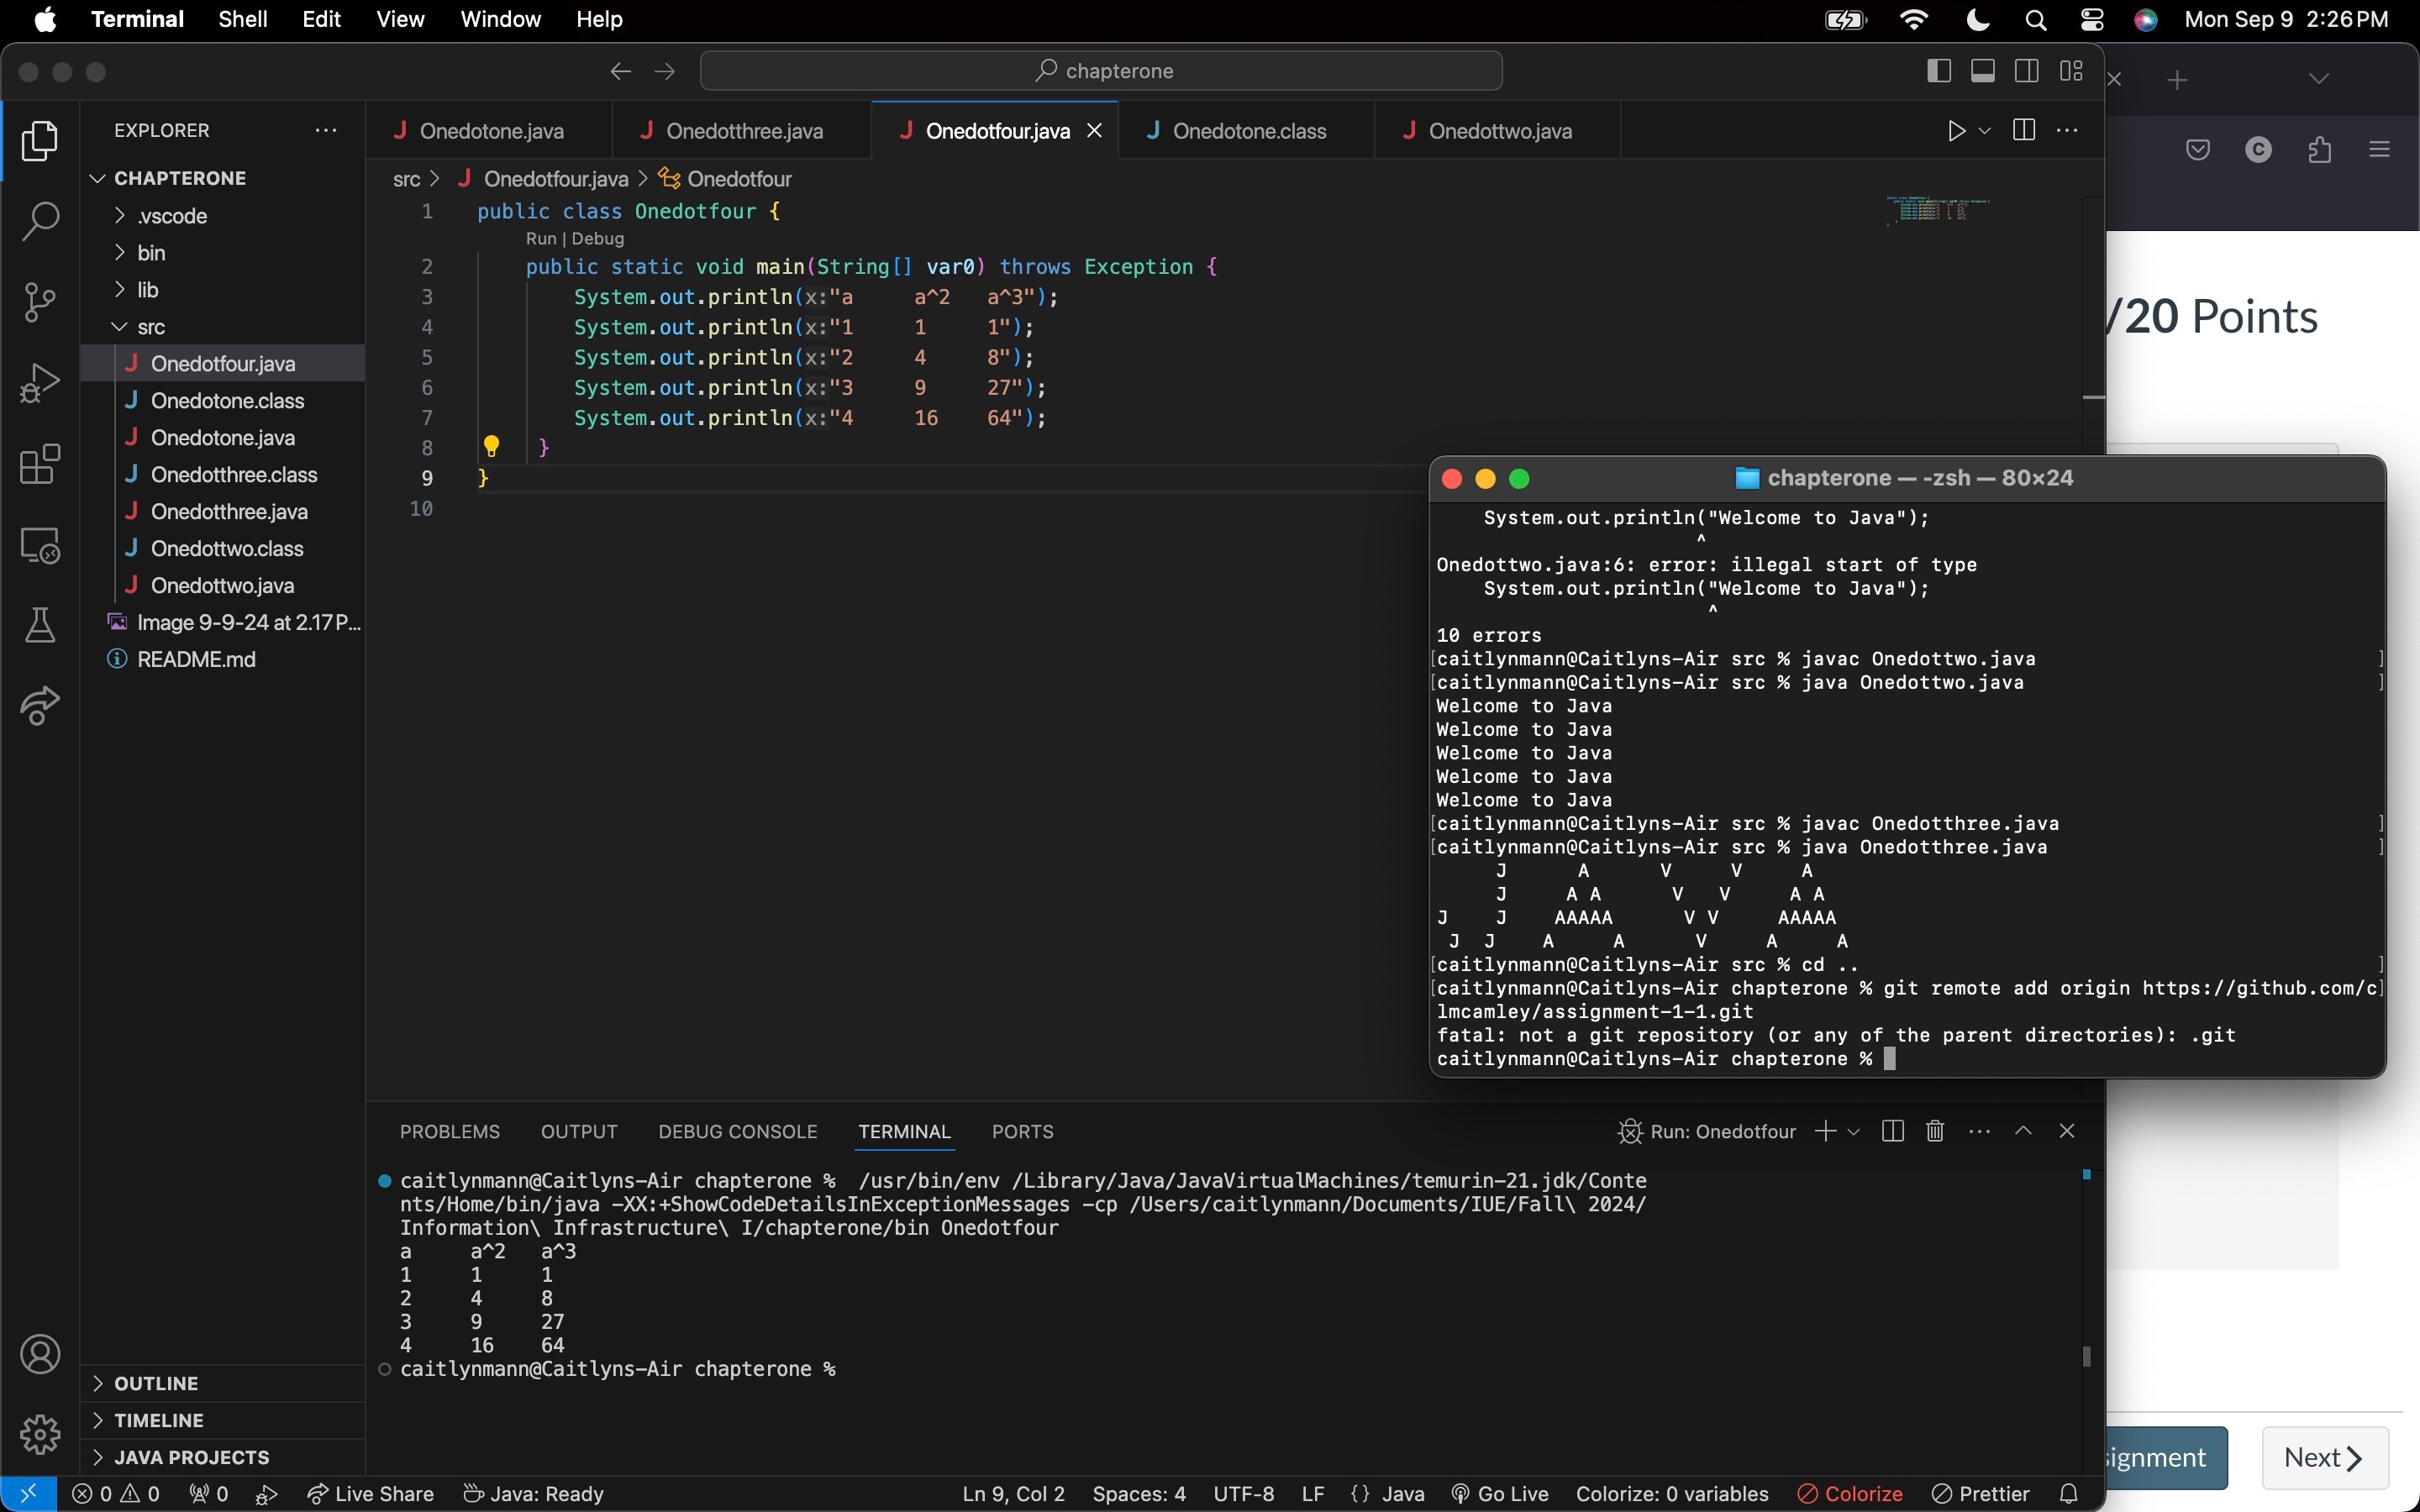 Terminal Shell Edit View Window Help Mon Sep 9 2:26 PM
chapterone
EXPLORER
Onedotone.java Onedotthree.java Onedotfour.java Onedotone.class Onedottwo.java
CHAPTERONE
.vscode
bin
lib
src
Onedotfour.java
Onedotone.class
Onedotone.java
Onedotthree.class
Onedotthree.java
Onedottwo.class
Onedottwo.java
Image 9-9-24 at 2.17 P...
README.md
OUTLINE
TIMELINE
JAVA PROJECTS
src > Onedotfour.java > Onedotfour
1 public class Onedotfour {
Run | Debug
2 public static void main(String[] var0) throws Exception {
3 System.out.println(x:"a     a^2   a^3");
4 System.out.println(x:"1     1     1");
5 System.out.println(x:"2     4     8");
6 System.out.println(x:"3     9     27");
7 System.out.println(x:"4     16    64");
8 }
9 }
10
/20 Points
chapterone — -zsh — 80×24
System.out.println("Welcome to Java");
^
Onedottwo.java:6: error: illegal start of type
System.out.println("Welcome to Java");
^
10 errors
[caitlynmann@Caitlyns-Air src % javac Onedottwo.java ]
[caitlynmann@Caitlyns-Air src % java Onedottwo.java ]
Welcome to Java
Welcome to Java
Welcome to Java
Welcome to Java
Welcome to Java
[caitlynmann@Caitlyns-Air src % javac Onedotthree.java ]
[caitlynmann@Caitlyns-Air src % java Onedotthree.java ]
     J      A      V     V     A
     J     A A      V   V     A A
J    J    AAAAA      V V     AAAAA
 J  J    A     A      V     A     A
[caitlynmann@Caitlyns-Air src % cd .. ]
[caitlynmann@Caitlyns-Air chapterone % git remote add origin https://github.com/c]
lmcamley/assignment-1-1.git
fatal: not a git repository (or any of the parent directories): .git
caitlynmann@Caitlyns-Air chapterone %
PROBLEMS OUTPUT DEBUG CONSOLE TERMINAL PORTS Run: Onedotfour
caitlynmann@Caitlyns-Air chapterone %  /usr/bin/env /Library/Java/JavaVirtualMachines/temurin-21.jdk/Conte
nts/Home/bin/java -XX:+ShowCodeDetailsInExceptionMessages -cp /Users/caitlynmann/Documents/IUE/Fall\ 2024/
Information\ Infrastructure\ I/chapterone/bin Onedotfour
a     a^2   a^3
1     1     1
2     4     8
3     9     27
4     16    64
caitlynmann@Caitlyns-Air chapterone %
Next
0 0 0 Live Share Java: Ready Ln 9, Col 2 Spaces: 4 UTF-8 LF {} Java Go Live Colorize: 0 variables Colorize Prettier